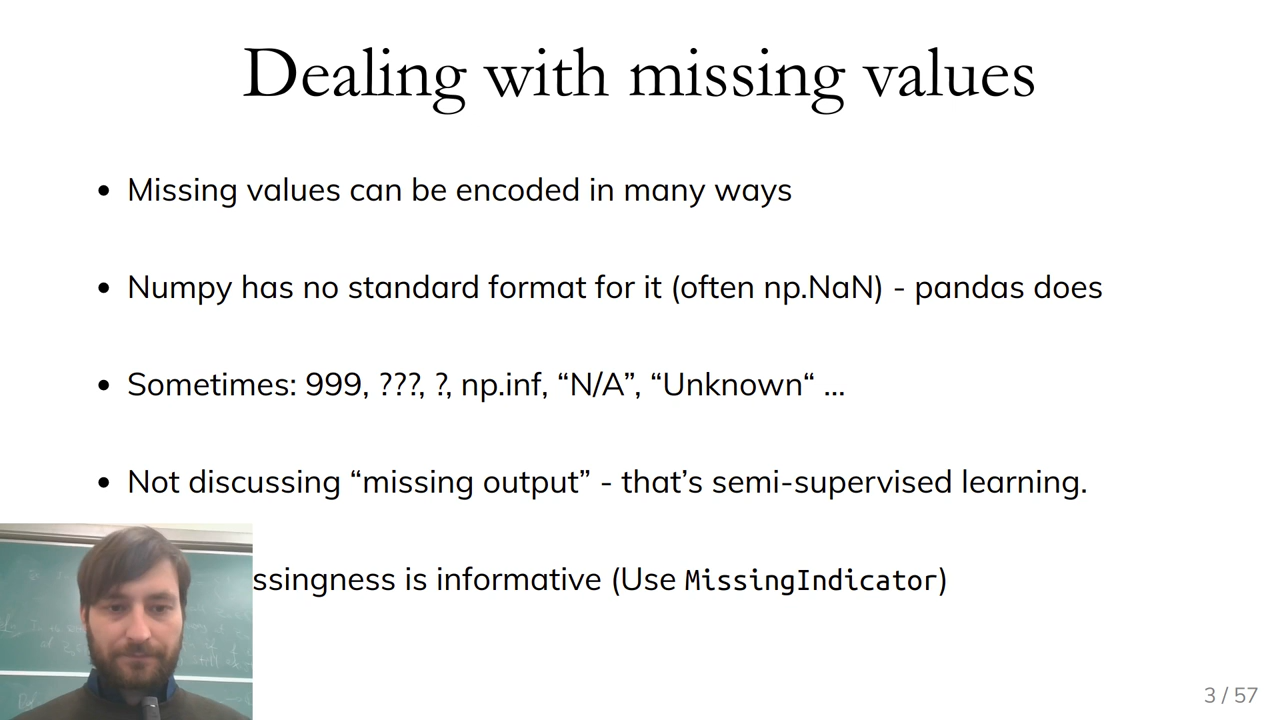 Dealing with missing values
• Missing values can be encoded in many ways
• Numpy has no standard format for it (often np.NaN) - pandas does
• Sometimes: 999, ???, ?, np.inf, “N/A”, “Unknown“ ...
• Not discussing “missing output” - that’s semi-supervised learning.
ssingness is informative (Use MissingIndicator)
3 / 57